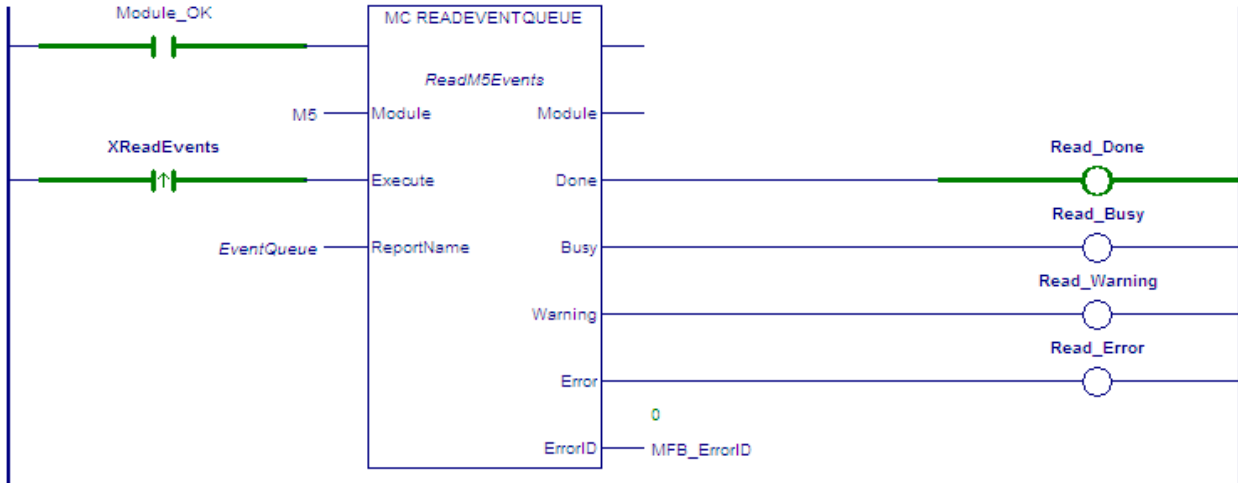 Module_OK
MC READEVENTQUEUE
ReadM5Events
M5 Module Module
XReadEvents
Read_Done
Execute Done
Read_Busy
EventQueue ReportName Busy
Read_Warning
Warning
Read_Error
Error
0
ErrorID MFB_ErrorID